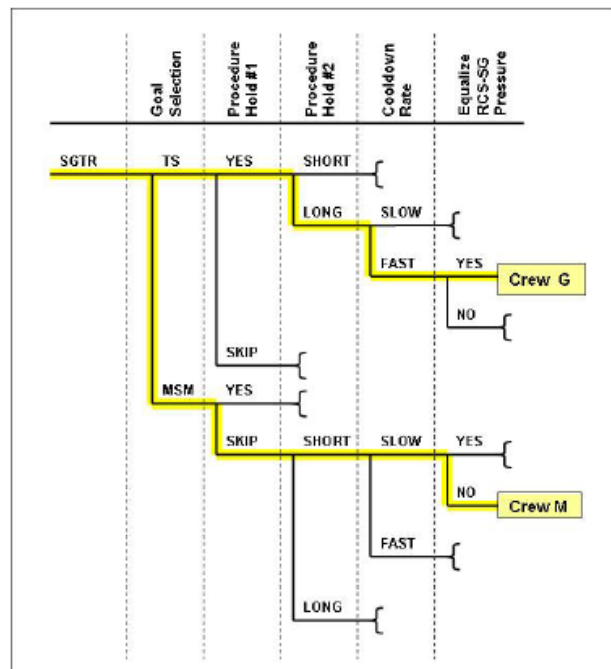 Goal
Selection
Procedure
Hold #1
Procedure
Hold #2
Cooldown
Rate
Equalize
RCS-SG
Pressure
SGTR TS YES SHORT
LONG SLOW
FAST YES
Crew G
NO
SKIP
MSM YES
SKIP SHORT SLOW YES
NO
Crew M
FAST
LONG